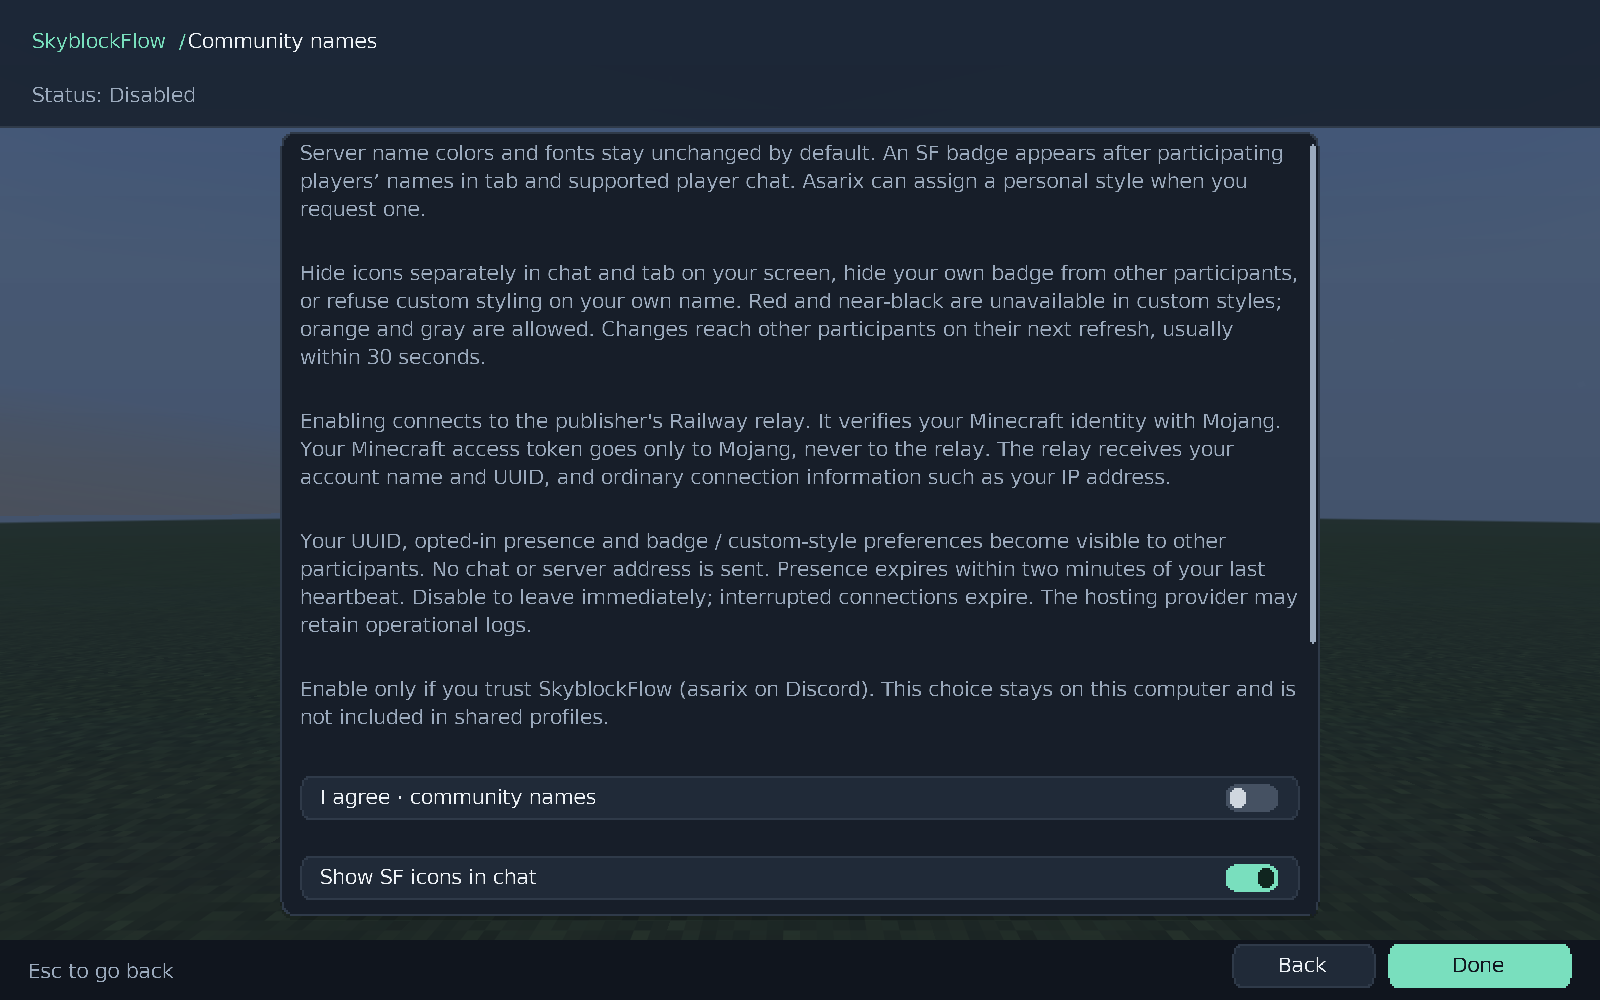 SkyblockFlow /Community names
Status: Disabled
Server name colors and fonts stay unchanged by default. An SF badge appears after participating
players’ names in tab and supported player chat. Asarix can assign a personal style when you
request one.
Hide icons separately in chat and tab on your screen, hide your own badge from other participants,
or refuse custom styling on your own name. Red and near-black are unavailable in custom styles;
orange and gray are allowed. Changes reach other participants on their next refresh, usually
within 30 seconds.
Enabling connects to the publisher's Railway relay. It verifies your Minecraft identity with Mojang.
Your Minecraft access token goes only to Mojang, never to the relay. The relay receives your
account name and UUID, and ordinary connection information such as your IP address.
Your UUID, opted-in presence and badge / custom-style preferences become visible to other
participants. No chat or server address is sent. Presence expires within two minutes of your last
heartbeat. Disable to leave immediately; interrupted connections expire. The hosting provider may
retain operational logs.
Enable only if you trust SkyblockFlow (asarix on Discord). This choice stays on this computer and is
not included in shared profiles.
I agree · community names
Show SF icons in chat
Esc to go back
Back
Done